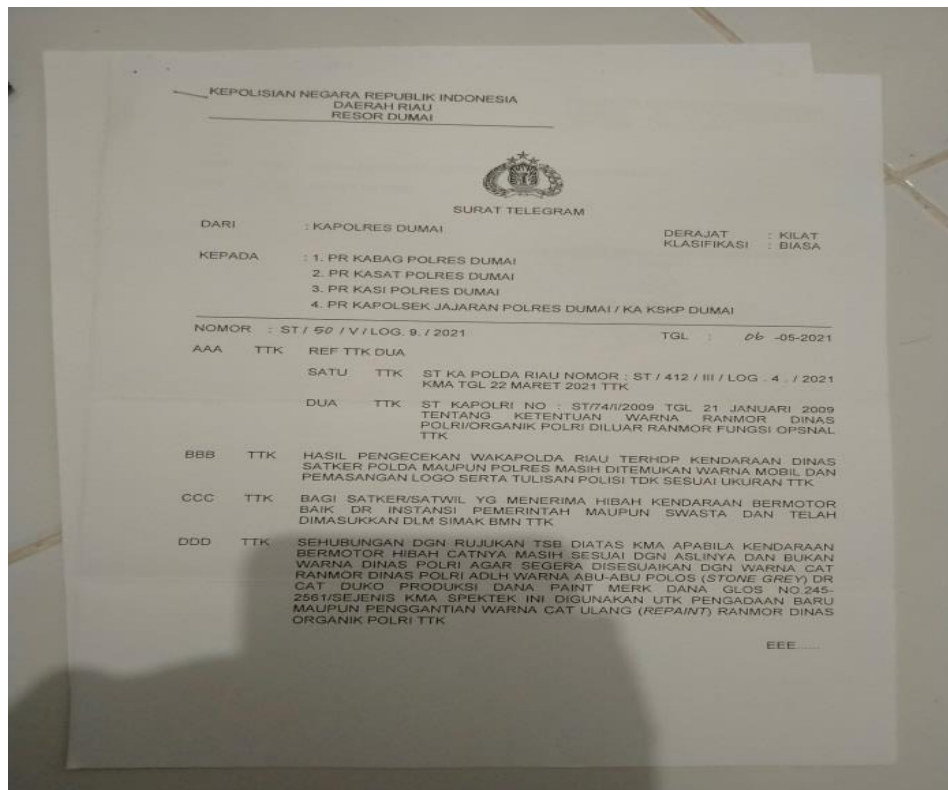 KEPOLISIAN NEGARA REPUBLIK INDONESIA
DAERAH RIAU
RESOR DUMAI
SURAT TELEGRAM
DARI : KAPOLRES DUMAI
DERAJAT : KILAT
KLASIFIKASI : BIASA
KEPADA : 1. PR KABAG POLRES DUMAI
2. PR KASAT POLRES DUMAI
3. PR KASI POLRES DUMAI
4. PR KAPOLSEK JAJARAN POLRES DUMAI / KA KSKP DUMAI
NOMOR : ST / 50 / V / LOG. 9. / 2021 TGL : 06 -05-2021
AAA TTK REF TTK DUA
SATU TTK ST KA POLDA RIAU NOMOR : ST / 412 / III / LOG . 4 . / 2021
KMA TGL 22 MARET 2021 TTK
DUA TTK ST KAPOLRI NO : ST/74/I/2009 TGL 21 JANUARI 2009
TENTANG KETENTUAN WARNA RANMOR DINAS
POLRI/ORGANIK POLRI DILUAR RANMOR FUNGSI OPSNAL
TTK
BBB TTK HASIL PENGECEKAN WAKAPOLDA RIAU TERHDP KENDARAAN DINAS
SATKER POLDA MAUPUN POLRES MASIH DITEMUKAN WARNA MOBIL DAN
PEMASANGAN LOGO SERTA TULISAN POLISI TDK SESUAI UKURAN TTK
CCC TTK BAGI SATKER/SATWIL YG MENERIMA HIBAH KENDARAAN BERMOTOR
BAIK DR INSTANSI PEMERINTAH MAUPUN SWASTA DAN TELAH
DIMASUKKAN DLM SIMAK BMN TTK
DDD TTK SEHUBUNGAN DGN RUJUKAN TSB DIATAS KMA APABILA KENDARAAN
BERMOTOR HIBAH CATNYA MASIH SESUAI DGN ASLINYA DAN BUKAN
WARNA DINAS POLRI AGAR SEGERA DISESUAIKAN DGN WARNA CAT
RANMOR DINAS POLRI ADLH WARNA ABU-ABU POLOS (STONE GREY) DR
CAT DUKO PRODUKSI DANA PAINT MERK DANA GLOS NO.245-
2561/SEJENIS KMA SPEKTEK INI DIGUNAKAN UTK PENGADAAN BARU
MAUPUN PENGGANTIAN WARNA CAT ULANG (REPAINT) RANMOR DINAS
ORGANIK POLRI TTK
EEE......